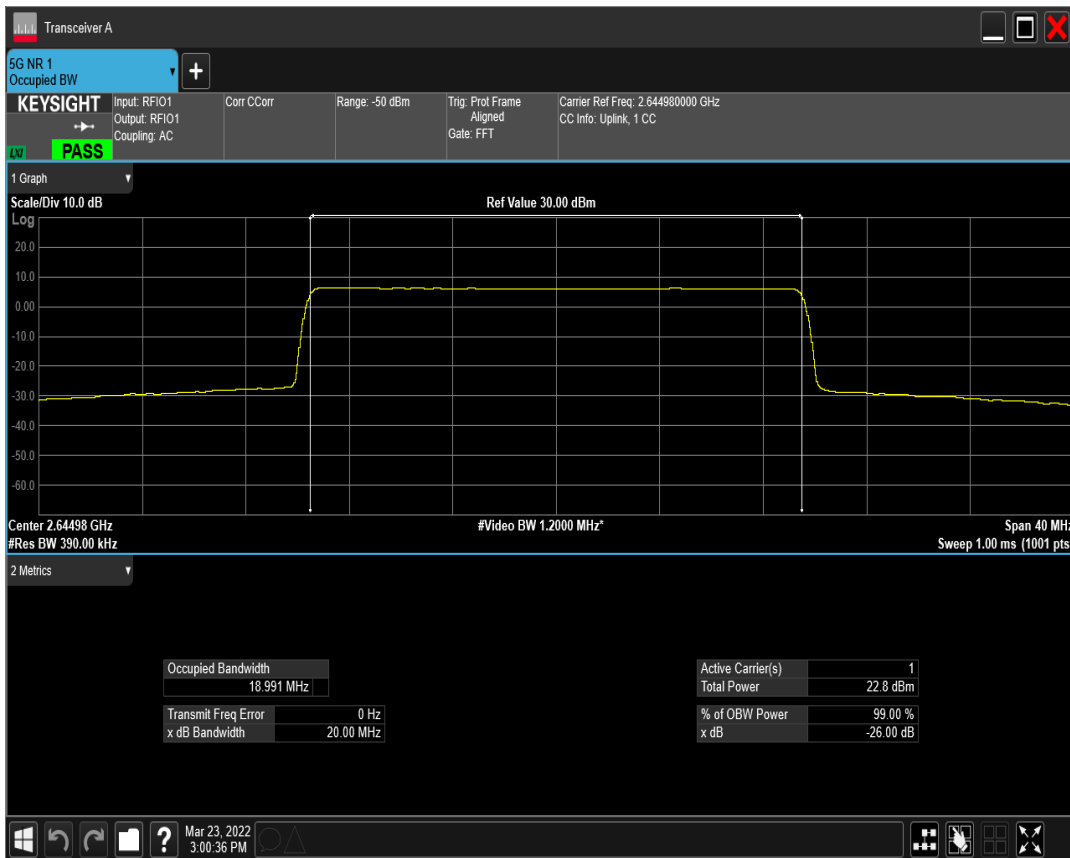 Transceiver A
5G NR 1
Occupied BW
+
KEYSIGHT
LXI
PASS
Input: RFIO1
Output: RFIO1
Coupling: AC
Corr CCorr
Range: -50 dBm
Trig: Prot Frame
Aligned
Gate: FFT
Carrier Ref Freq: 2.644980000 GHz
CC Info: Uplink, 1 CC
1 Graph
Scale/Div 10.0 dB
Ref Value 30.00 dBm
Log
20.0
10.0
0.00
-10.0
-20.0
-30.0
-40.0
-50.0
-60.0
Center 2.64498 GHz
#Video BW 1.2000 MHz*
Span 40 MHz
#Res BW 390.00 kHz
Sweep 1.00 ms (1001 pts
2 Metrics
Occupied Bandwidth
18.991 MHz
Transmit Freq Error 0 Hz
x dB Bandwidth 20.00 MHz
Active Carrier(s) 1
Total Power 22.8 dBm
% of OBW Power 99.00 %
x dB -26.00 dB
?
Mar 23, 2022
3:00:36 PM